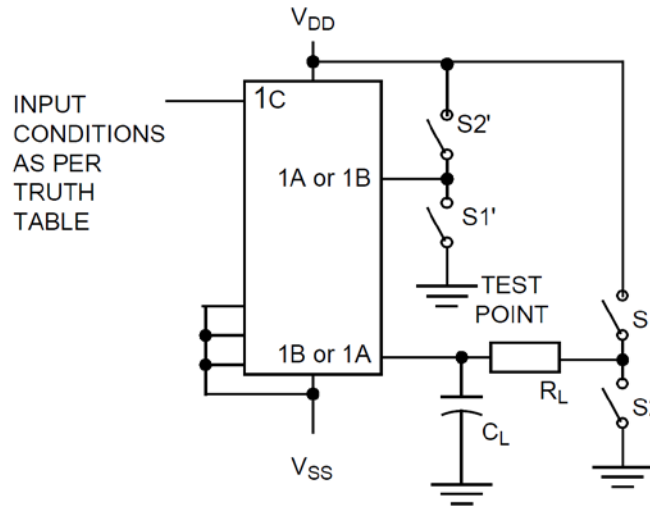 VDD
INPUT
CONDITIONS
AS PER
TRUTH
TABLE
1C
S2'
1A or 1B
S1'
TEST
POINT
S
1B or 1A
RL
S2
CL
VSS